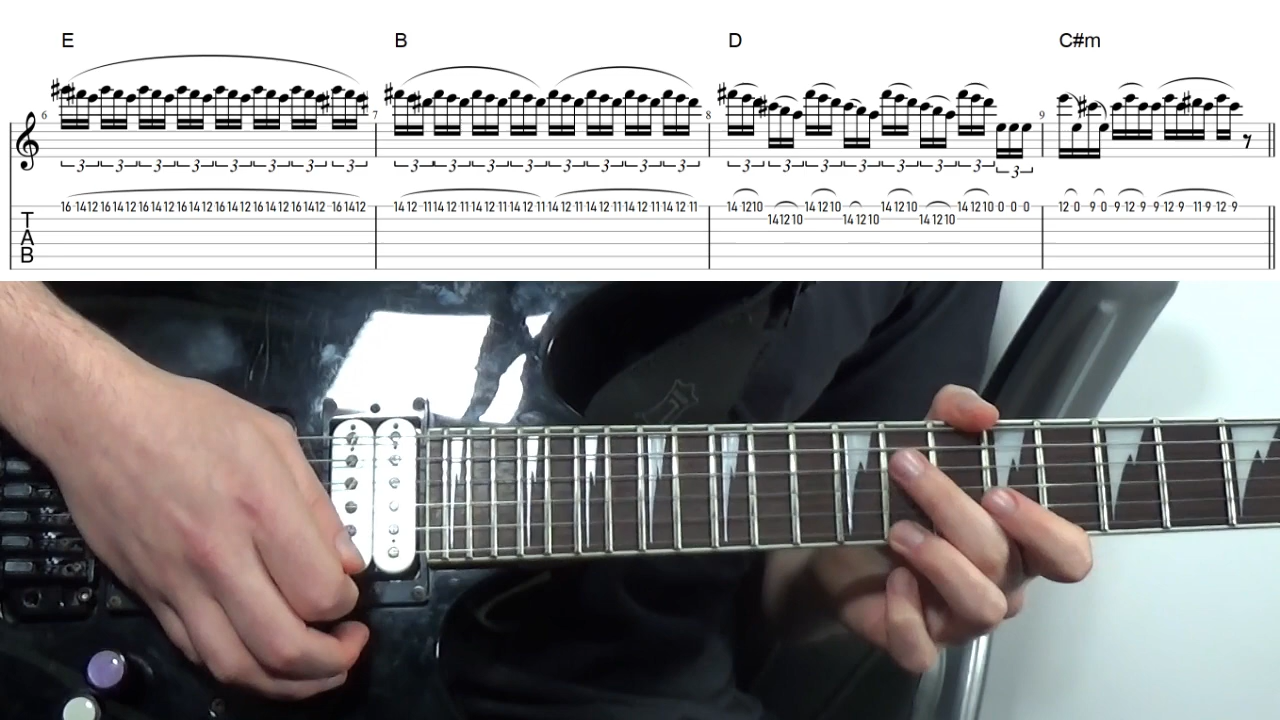 E B D C#m
6 7 8 9
3 3 3 3 3 3 3 3 3 3 3 3 3 3 3 3 3 3 3 3 3 3 3 3
16 14 12 16 14 12 16 14 12 16 14 12 16 14 12 16 14 12 16 14 12 16 14 12 14 12 11 14 12 11 14 12 11 14 12 11 14 12 11 14 12 11 14 12 11 14 12 11 14 12 10 14 12 10 14 12 10 14 12 10 0 0 0 12 0 9 0 9 12 9 9 12 9 11 9 12 9
14 12 10 14 12 10 14 12 10
T
A
B